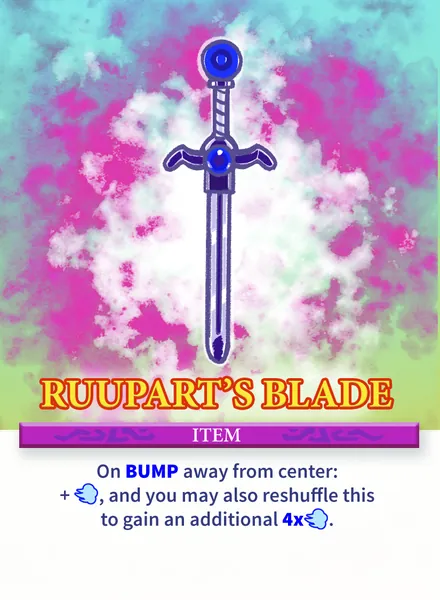 RUUPART'S BLADE
ITEM
On BUMP away from center:
+ , and you may also reshuffle this
to gain an additional 4x.